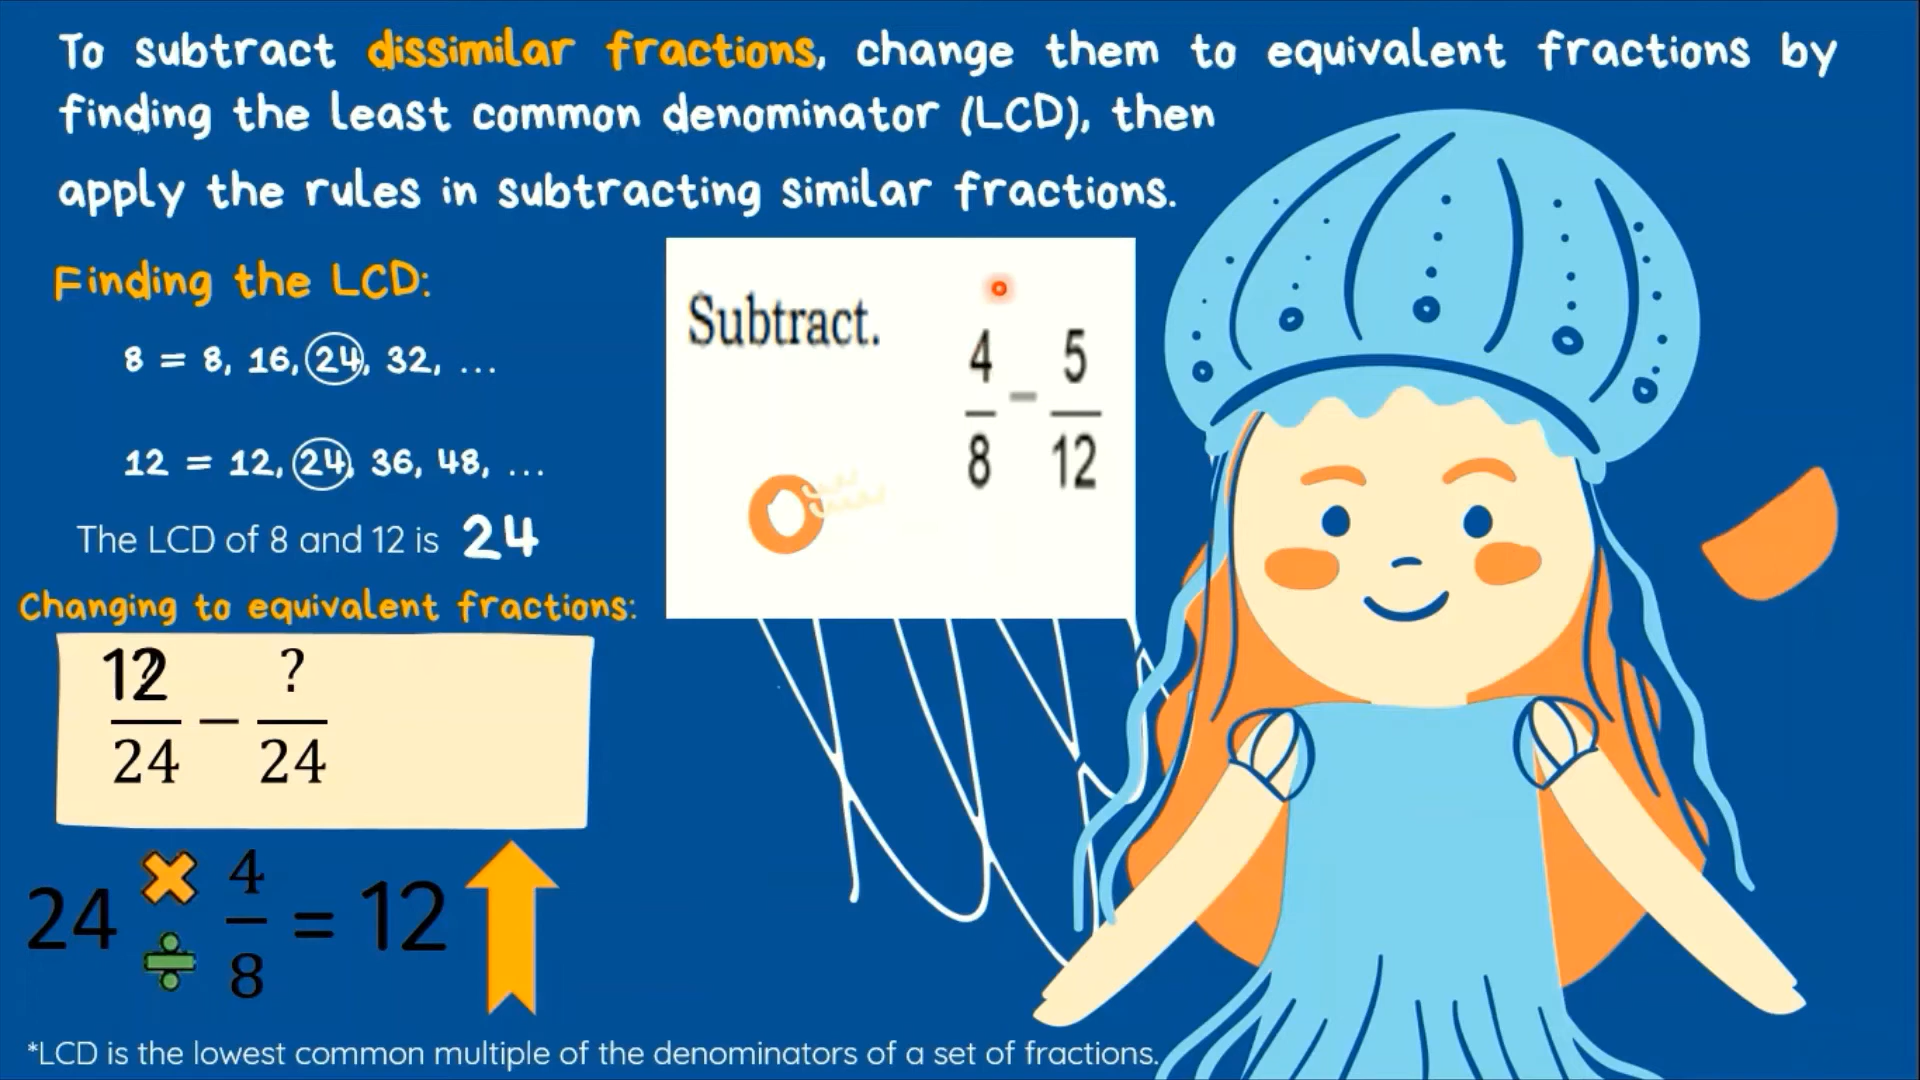 To subtract dissimilar fractions, change them to equivalent fractions by
finding the least common denominator (LCD), then
apply the rules in subtracting similar fractions.
Finding the LCD:
8 = 8, 16, 24, 32, ...
12 = 12, 24, 36, 48, ...
The LCD of 8 and 12 is 24
Subtract.
4/8 - 5/12
Changing to equivalent fractions:
12/24 − ?/24
24 × ÷ 4/8 = 12
*LCD is the lowest common multiple of the denominators of a set of fractions.